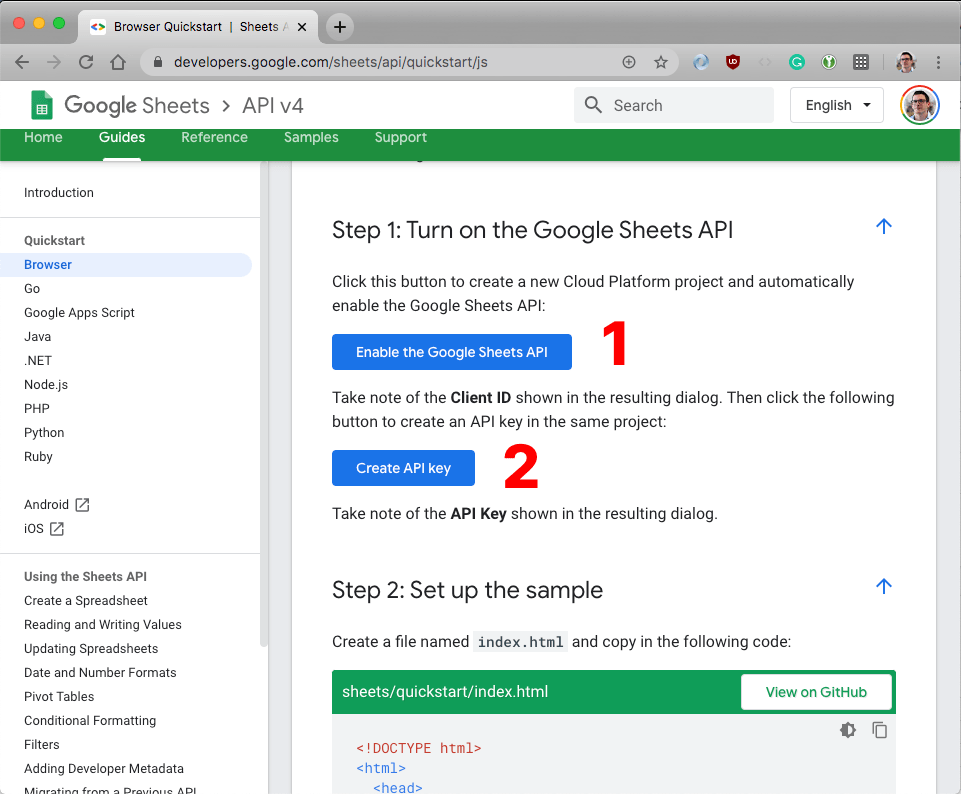 Browser Quickstart | Sheets A
developers.google.com/sheets/api/quickstart/js
Google Sheets > API v4
Search
English
Home Guides Reference Samples Support
Introduction
Quickstart
Browser
Go
Google Apps Script
Java
.NET
Node.js
PHP
Python
Ruby
Android
iOS
Using the Sheets API
Create a Spreadsheet
Reading and Writing Values
Updating Spreadsheets
Date and Number Formats
Pivot Tables
Conditional Formatting
Filters
Adding Developer Metadata
Migrating from a Previous API
Step 1: Turn on the Google Sheets API
Click this button to create a new Cloud Platform project and automatically
enable the Google Sheets API:
Enable the Google Sheets API
1
Take note of the Client ID shown in the resulting dialog. Then click the following
button to create an API key in the same project:
Create API key
2
Take note of the API Key shown in the resulting dialog.
Step 2: Set up the sample
Create a file named index.html and copy in the following code:
sheets/quickstart/index.html
View on GitHub
<!DOCTYPE html>
<html>
<head>